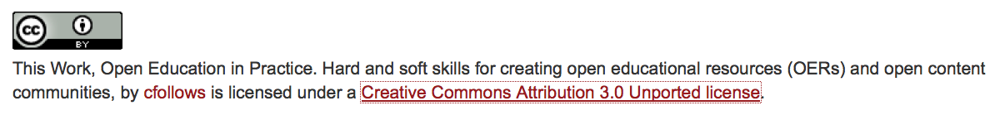 cc
BY
This Work, Open Education in Practice. Hard and soft skills for creating open educational resources (OERs) and open content
communities, by cfollows is licensed under a Creative Commons Attribution 3.0 Unported license.